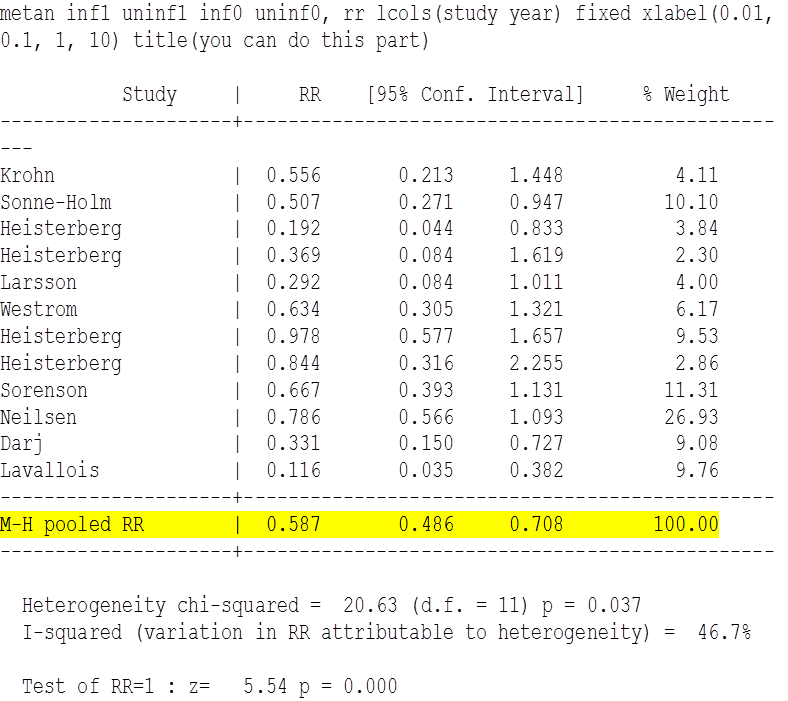 metan inf1 uninf1 inf0 uninf0, rr lcols(study year) fixed xlabel(0.01,
0.1, 1, 10) title(you can do this part)
Study | RR [95% Conf. Interval] % Weight
---------------------+------------------------------------------------
---
Krohn | 0.556 0.213 1.448 4.11
Sonne-Holm | 0.507 0.271 0.947 10.10
Heisterberg | 0.192 0.044 0.833 3.84
Heisterberg | 0.369 0.084 1.619 2.30
Larsson | 0.292 0.084 1.011 4.00
Westrom | 0.634 0.305 1.321 6.17
Heisterberg | 0.978 0.577 1.657 9.53
Heisterberg | 0.844 0.316 2.255 2.86
Sorenson | 0.667 0.393 1.131 11.31
Neilsen | 0.786 0.566 1.093 26.93
Darj | 0.331 0.150 0.727 9.08
Lavallois | 0.116 0.035 0.382 9.76
---------------------+------------------------------------------------
M-H pooled RR | 0.587 0.486 0.708 100.00
---------------------+------------------------------------------------
Heterogeneity chi-squared = 20.63 (d.f. = 11) p = 0.037
I-squared (variation in RR attributable to heterogeneity) = 46.7%
Test of RR=1 : z= 5.54 p = 0.000